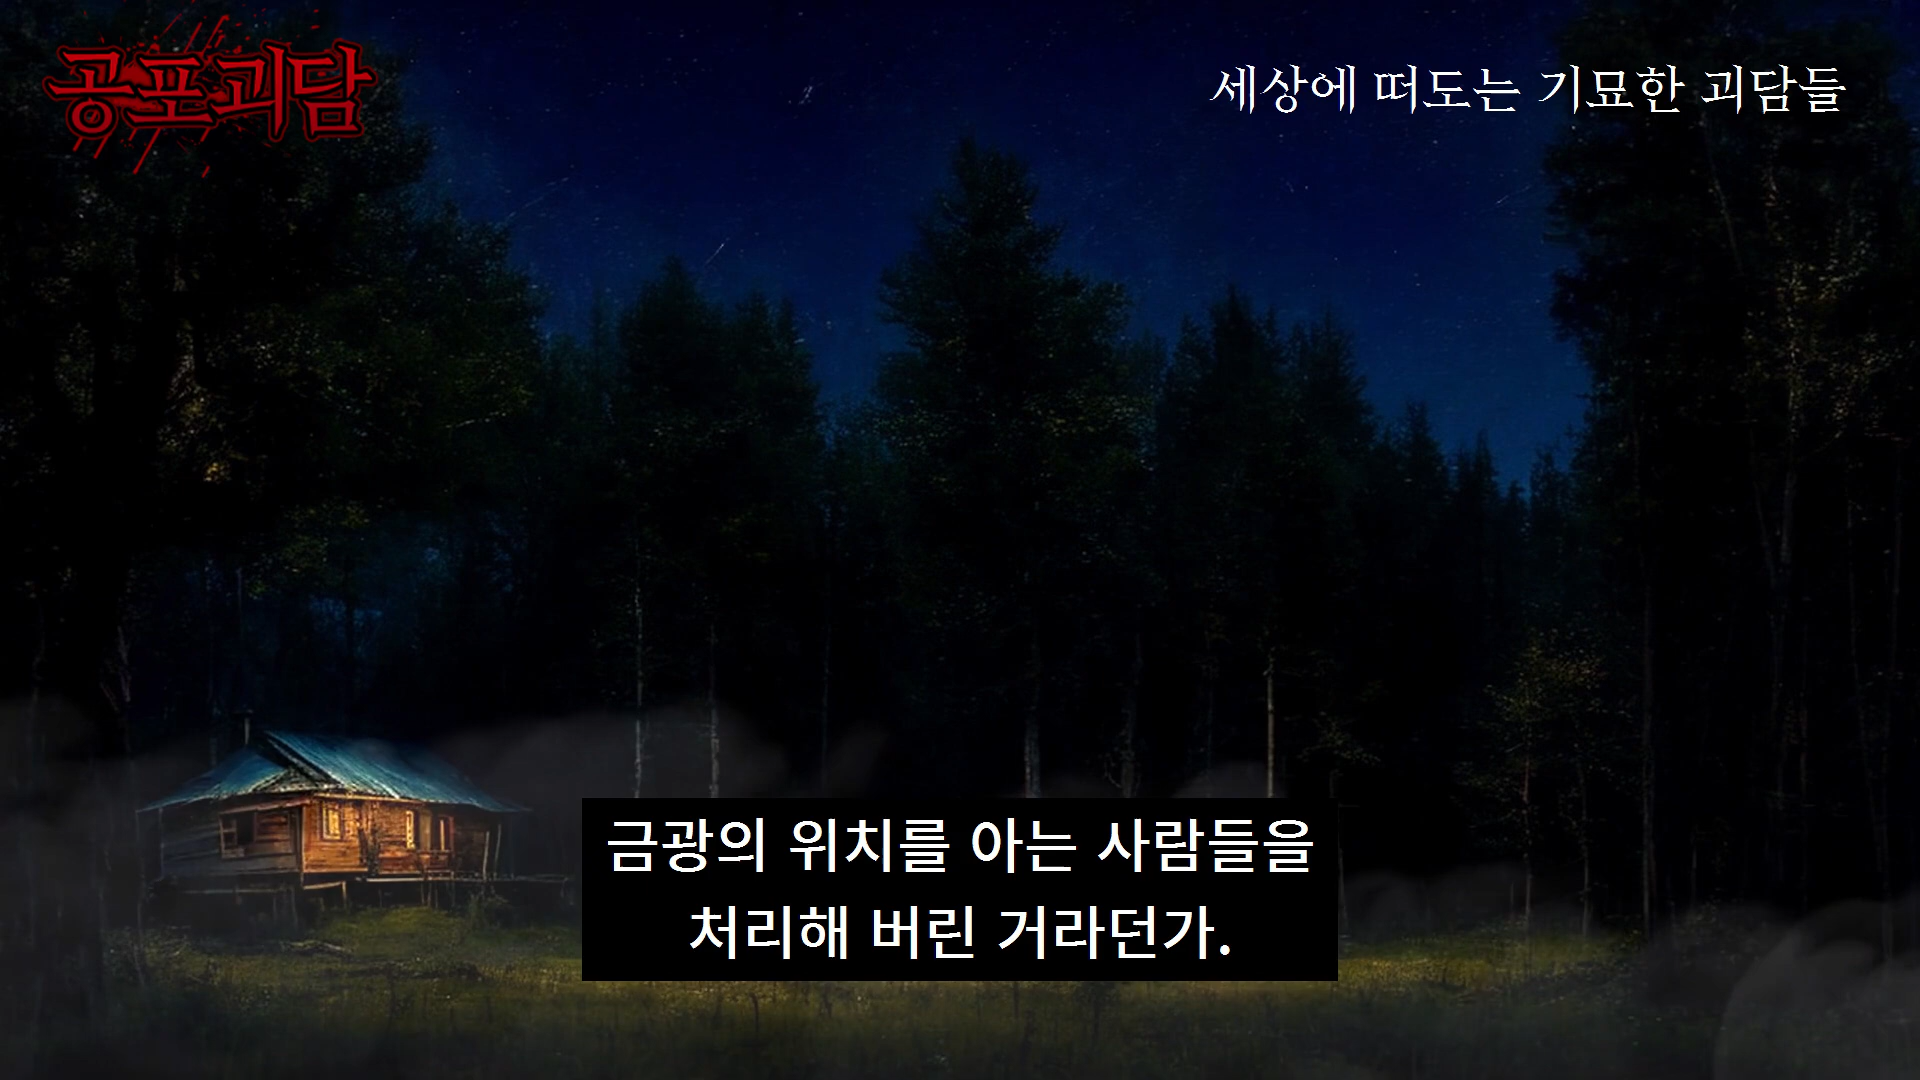 공포괴담
세상에 떠도는 기묘한 괴담들
금광의 위치를 아는 사람들을
처리해 버린 거라던가.